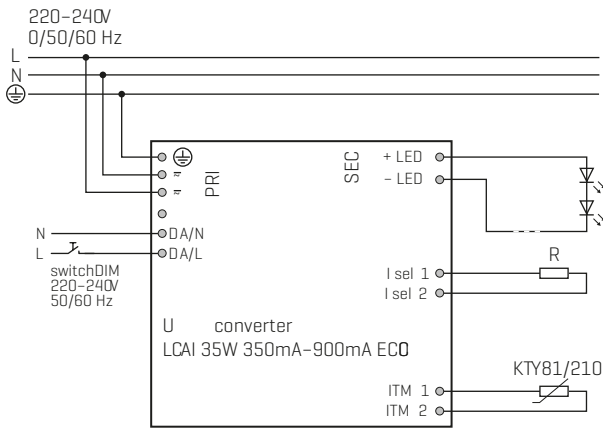 220–240V
0/50/60 Hz
L
N
PRI
SEC
+ LED
– LED
N
DA/N
L
DA/L
switchDIM
220–240V
50/60 Hz
I sel 1
I sel 2
R
U converter
LCAI 35W 350mA–900mA ECO
KTY81/210
ITM 1
ITM 2